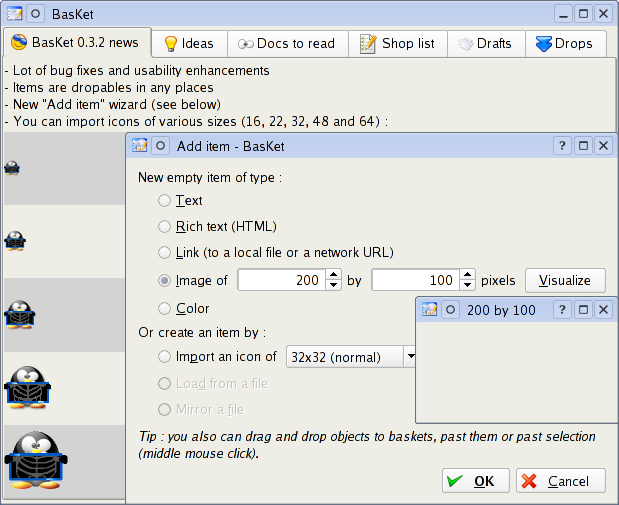 BasKet
BasKet 0.3.2 news
Ideas
Docs to read
Shop list
Drafts
Drops
- Lot of bug fixes and usability enhancements
- Items are dropables in any places
- New "Add item" wizard (see below)
- You can import icons of various sizes (16, 22, 32, 48 and 64) :
Add item - BasKet
New empty item of type :
Text
Rich text (HTML)
Link (to a local file or a network URL)
Image of 200 by 100 pixels Visualize
Color
200 by 100
Or create an item by :
Import an icon of 32x32 (normal)
Load from a file
Mirror a file
Tip : you also can drag and drop objects to baskets, past them or past selection
(middle mouse click).
OK Cancel